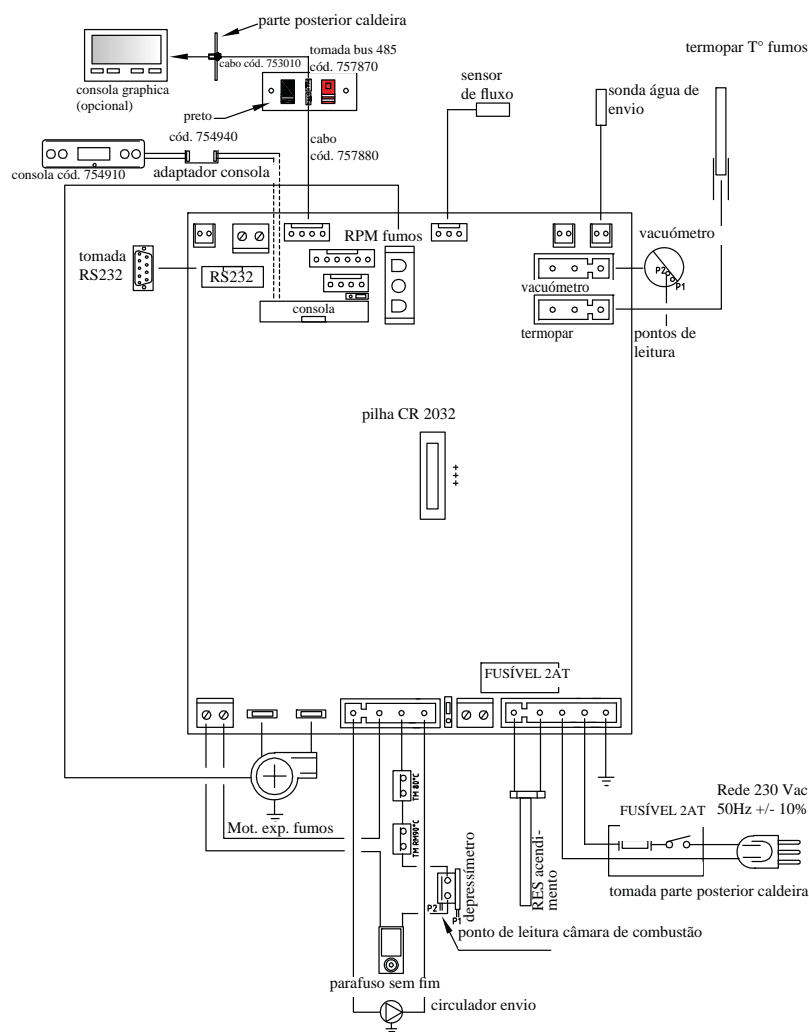 parte posterior caldeira
tomada bus 485
cód. 757870
cabo cód. 753010
termopar T° fumos
consola graphica
(opcional)
sensor
de fluxo
sonda água de
envio
preto
cód. 754940
cabo
cód. 757880
consola cód. 754910
adaptador consola
RPM fumos
vacuómetro
tomada
RS232
RS232
P2
P1
vacuómetro
consola
termopar
pontos de
leitura
pilha CR 2032
+++
FUSÍVEL 2AT
TM 80°C
Rede 230 Vac
50Hz +/- 10%
FUSÍVEL 2AT
Mot. exp. fumos
TM RM90°C
depressímetro
RES acendi-
mento
tomada parte posterior caldeira
P2
P1
ponto de leitura câmara de combustão
parafuso sem fim
circulador envio